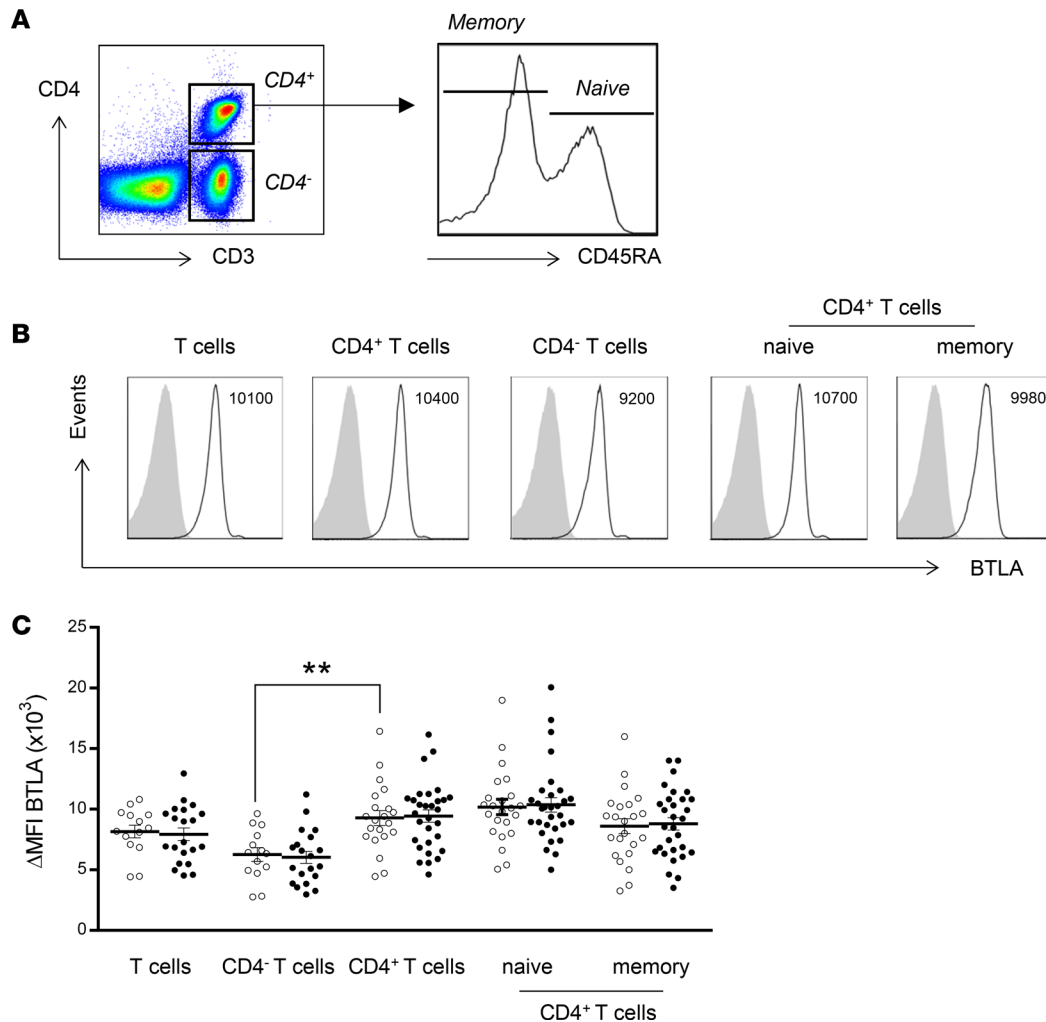 A
Memory
CD4
CD4⁺
Naive
CD4⁻
CD3
CD45RA
B
CD4⁺ T cells
T cells
CD4⁺ T cells
CD4⁻ T cells
naive
memory
Events
10100
10400
9200
10700
9980
BTLA
C
ΔMFI BTLA (x10³)
25
20
15
10
5
0
**
T cells
CD4⁻ T cells
CD4⁺ T cells
naive
memory
CD4⁺ T cells